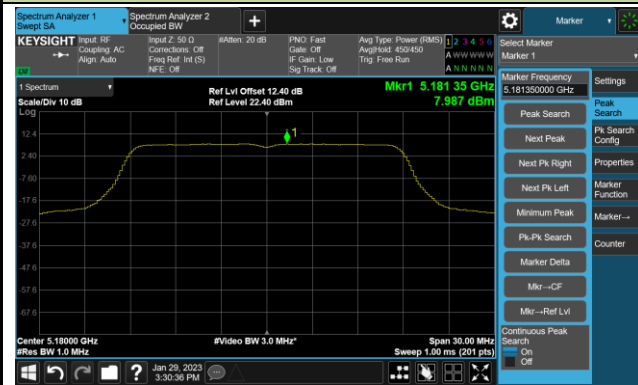 Spectrum Analyzer 1
Swept SA
Spectrum Analyzer 2
Occupied BW
Marker
KEYSIGHT
Input: RF
Coupling: AC
Align: Auto
Input Z: 50 Ω
Corrections: Off
Freq Ref: Int (S)
NFE: Off
#Atten: 20 dB
PNO: Fast
Gate: Off
IF Gain: Low
Sig Track: Off
Avg Type: Power (RMS)
Avg|Hold: 450/450
Trig: Free Run
1 2 3 4 5 6
A W W W W W
A N N N N N
LXI
Select Marker
Marker 1
1 Spectrum
Scale/Div 10 dB
Log
Ref Lvl Offset 12.40 dB
Ref Level 22.40 dBm
Mkr1 5.181 35 GHz
7.987 dBm
1
12.4
2.40
-7.60
-17.6
-27.6
-37.6
-47.6
-57.6
-67.6
Center 5.18000 GHz
#Res BW 1.0 MHz
#Video BW 3.0 MHz*
Span 30.00 MHz
Sweep 1.00 ms (201 pts)
Marker Frequency
5.181350000 GHz
Peak Search
Next Peak
Next Pk Right
Next Pk Left
Minimum Peak
Pk-Pk Search
Marker Delta
Mkr→CF
Mkr→Ref Lvl
Continuous Peak
Search
On
Off
Settings
Peak
Search
Pk Search
Config
Properties
Marker
Function
Marker→
Counter
Jan 29, 2023
3:30:36 PM